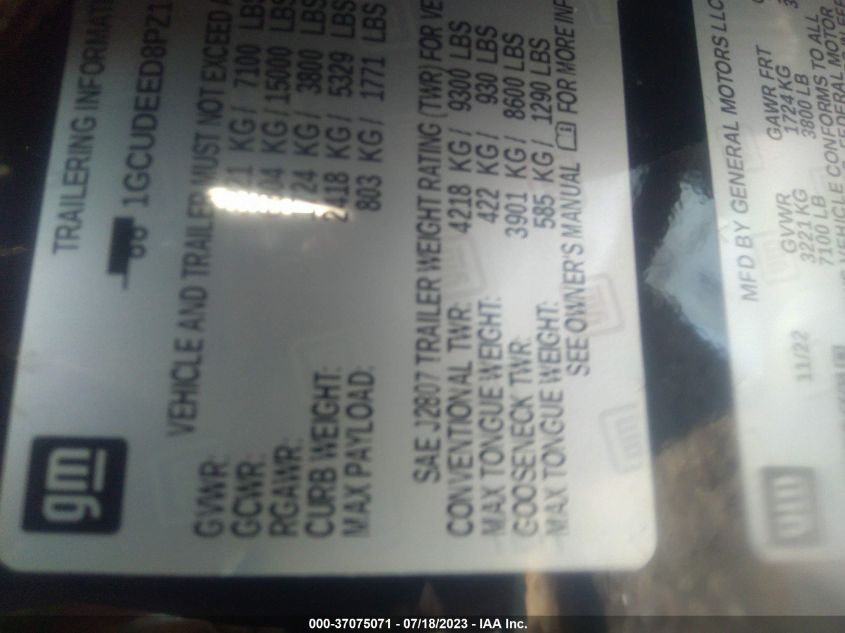 TRAILERING INFORMAT
1GCUDEED8PZ1
VEHICLE AND TRAILER MUST NOT EXCEED A
gm
GVWR: KG/ 7100 LBS
GCWR: KG/ 15000 LBS
RGAWR: KG/ 3800 LBS
CURB WEIGHT: 2418 KG/ 5329 LBS
MAX PAYLOAD: 803 KG/ 1771 LBS
SAE J2807 TRAILER WEIGHT RATING (TWR) FOR VE
CONVENTIONAL TWR: 4218 KG/ 9300 LBS
MAX TONGUE WEIGHT: 422 KG/ 930 LBS
GOOSENECK TWR: 3901 KG/ 8600 LBS
MAX TONGUE WEIGHT: 585 KG/ 1290 LBS
SEE OWNER'S MANUAL FOR MORE INF
MFD BY GENERAL MOTORS LLC
gm
11/22
GVWR GAWR FRT
3221 KG 1724 KG
7100 LB 3800 LB
VEHICLE CONFORMS TO ALL
FEDERAL MOTOR
000-37075071 - 07/18/2023 - IAA Inc.